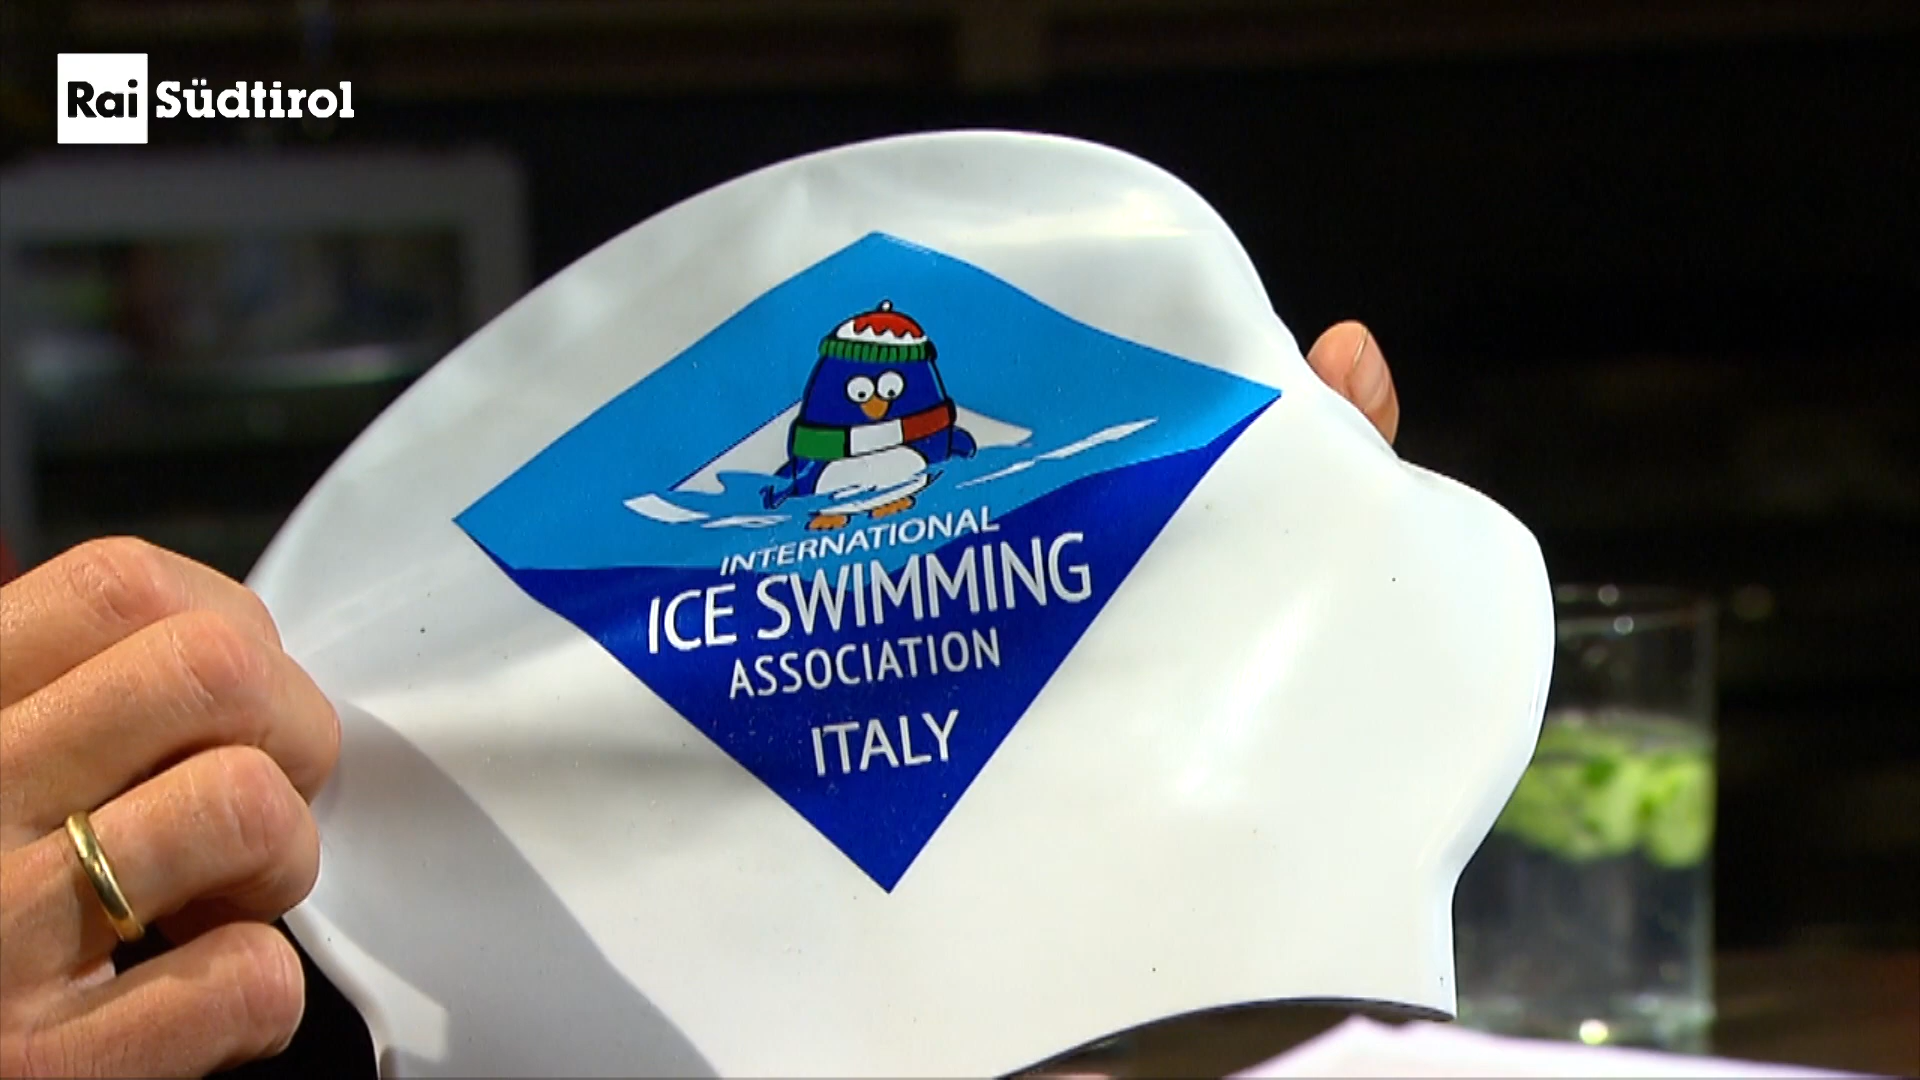 Rai Südtirol
INTERNATIONAL
ICE SWIMMING
ASSOCIATION
ITALY